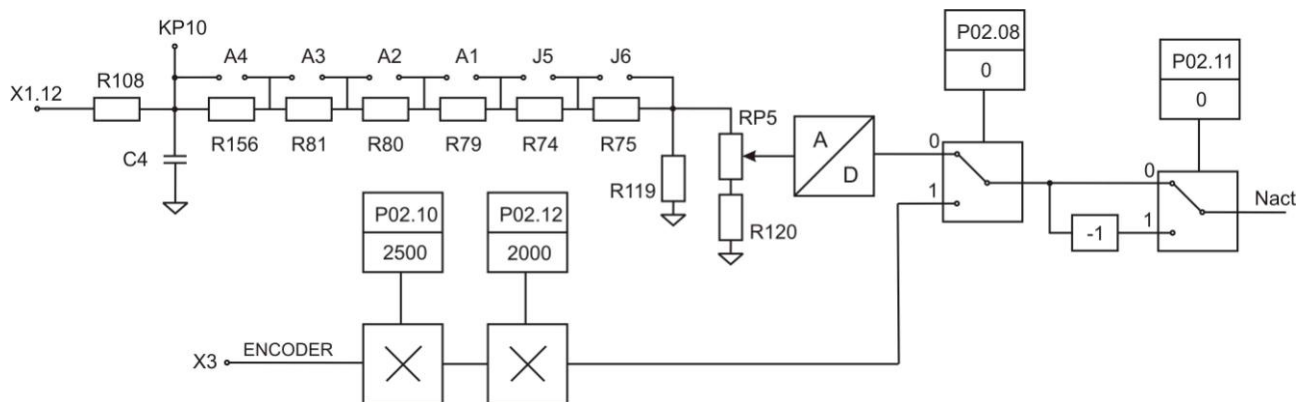 P02.08
0
KP10
A4 A3 A2 A1 J5 J6
P02.11
0
X1.12
R108
RP5
C4
R156 R81 R80 R79 R74 R75
A
D
0
1
R119
R120
0
1
-1
Nact
P02.10
2500
P02.12
2000
X3
ENCODER